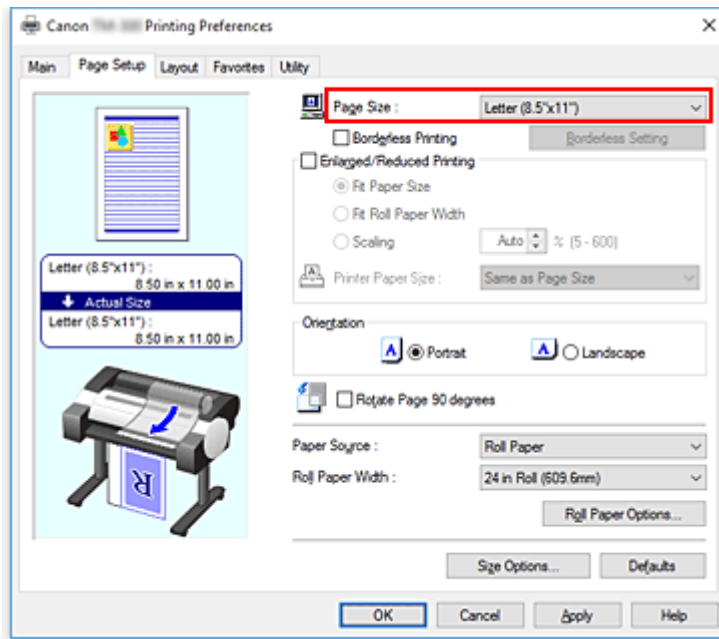 Canon Printing Preferences
Main Page Setup Layout Favorites Utility
Page Size : Letter (8.5"x11")
Borderless Printing Borderless Setting
Enlarged/Reduced Printing
Fit Paper Size
Fit Roll Paper Width
Scaling Auto % (5 - 600)
Printer Paper Size : Same as Page Size
Letter (8.5"x11") :
8.50 in x 11.00 in
Actual Size
Letter (8.5"x11") :
8.50 in x 11.00 in
Orientation
A Portrait A Landscape
Rotate Page 90 degrees
Paper Source : Roll Paper
Roll Paper Width : 24 in Roll (609.6mm)
R
Roll Paper Options...
Size Options... Defaults
OK Cancel Apply Help